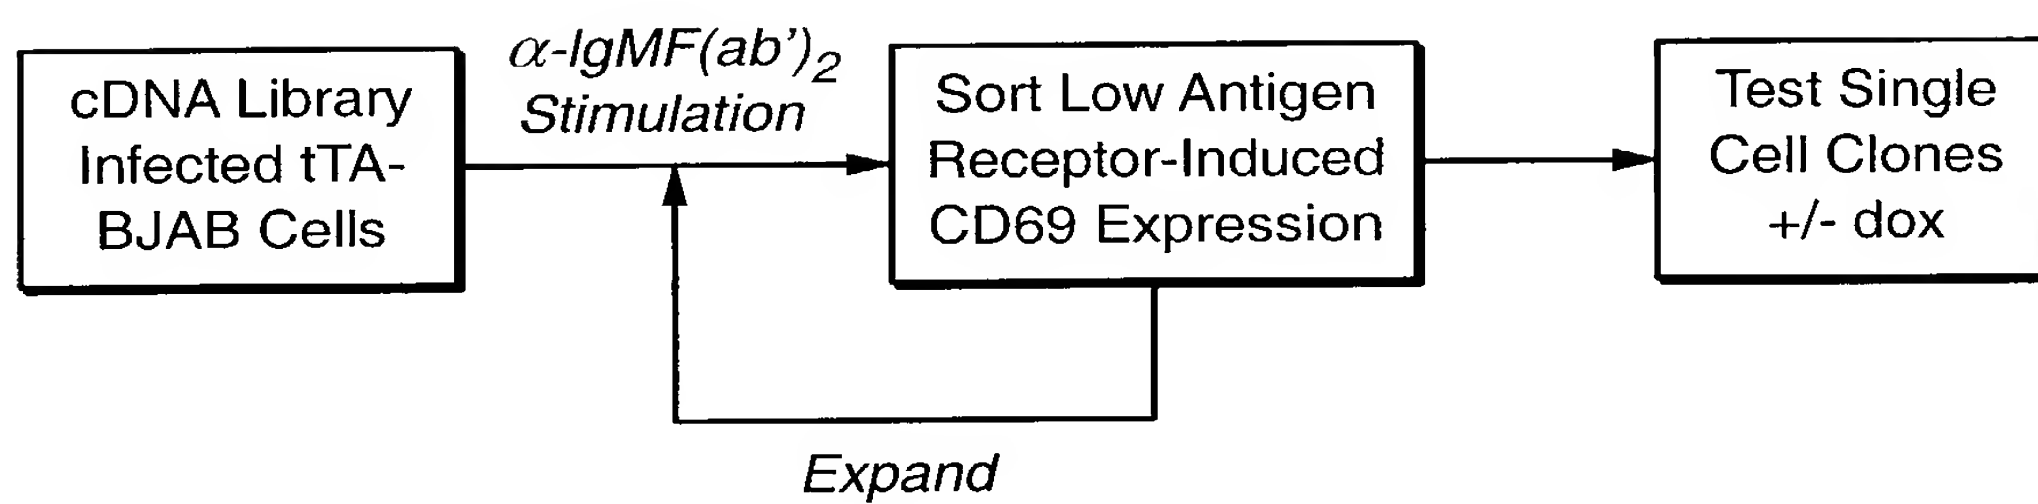 cDNA Library
Infected tTA-
BJAB Cells
α-IgMF(ab')₂
Stimulation
Sort Low Antigen
Receptor-Induced
CD69 Expression
Test Single
Cell Clones
+/- dox
Expand